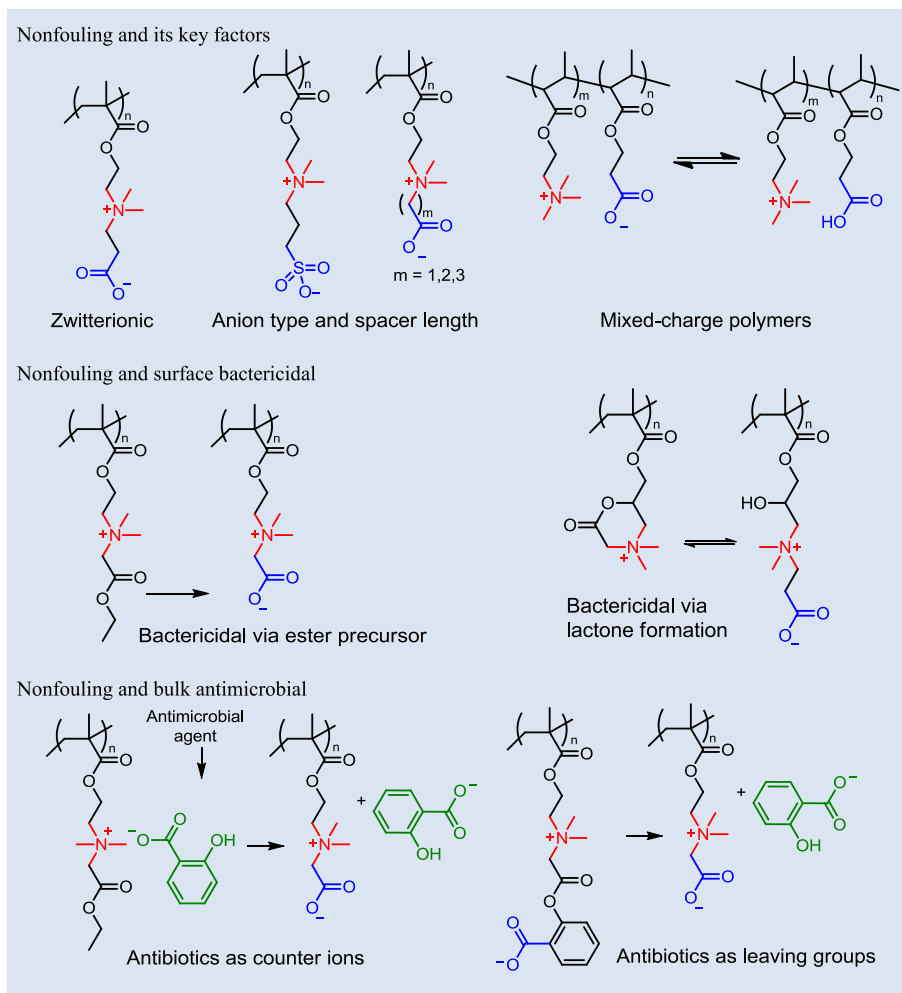 Nonfouling and its key factors
m = 1,2,3
Zwitterionic
Anion type and spacer length
Mixed-charge polymers
Nonfouling and surface bactericidal
Bactericidal via ester precursor
Bactericidal via
lactone formation
Nonfouling and bulk antimicrobial
Antimicrobial
agent
Antibiotics as counter ions
Antibiotics as leaving groups